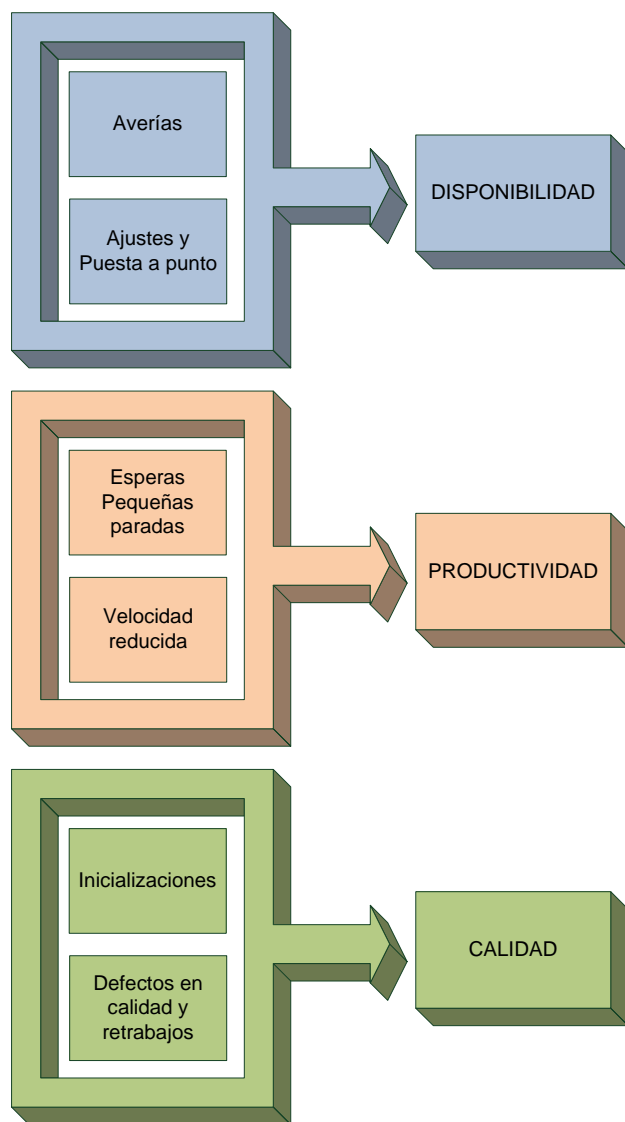 Averías
Ajustes y
Puesta a punto
DISPONIBILIDAD
Esperas
Pequeñas
paradas
Velocidad
reducida
PRODUCTIVIDAD
Inicializaciones
Defectos en
calidad y
retrabajos
CALIDAD